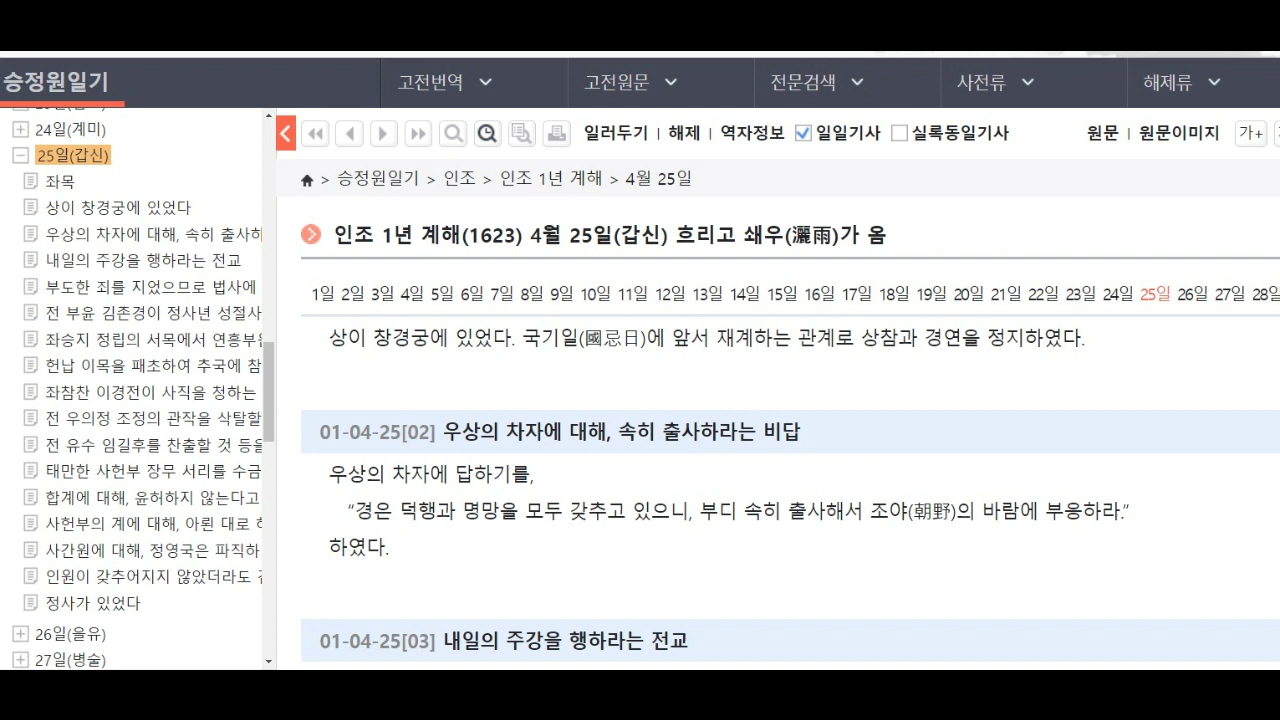 승정원일기
고전번역
고전원문
전문검색
사전류
해제류
24일(계미)
25일(갑신)
좌목
상이 창경궁에 있었다
우상의 차자에 대해, 속히 출사하
내일의 주강을 행하라는 전교
부도한 죄를 지었으므로 법사에
전 부윤 김존경이 정사년 성절사
좌승지 정립의 서목에서 연흥부원
헌납 이목을 패초하여 추국에 참
좌참찬 이경전이 사직을 청하는
전 우의정 조정의 관작을 삭탈할
전 유수 임길후를 찬출할 것 등을
태만한 사헌부 장무 서리를 수금
합계에 대해, 윤허하지 않는다고
사헌부의 계에 대해, 아뢴 대로 하
사간원에 대해, 정영국은 파직하
인원이 갖추어지지 않았더라도
정사가 있었다
26일(을유)
27일(병술)
일러두기 | 해제 | 역자정보 일일기사 실록동일기사 원문 | 원문이미지 가+
> 승정원일기 > 인조 > 인조 1년 계해 > 4월 25일
인조 1년 계해(1623) 4월 25일(갑신) 흐리고 쇄우(灑雨)가 옴
1일 2일 3일 4일 5일 6일 7일 8일 9일 10일 11일 12일 13일 14일 15일 16일 17일 18일 19일 20일 21일 22일 23일 24일 25일 26일 27일 28일
상이 창경궁에 있었다. 국기일(國忌日)에 앞서 재계하는 관계로 상참과 경연을 정지하였다.
01-04-25[02] 우상의 차자에 대해, 속히 출사하라는 비답
우상의 차자에 답하기를,
“경은 덕행과 명망을 모두 갖추고 있으니, 부디 속히 출사해서 조야(朝野)의 바람에 부응하라.”
하였다.
01-04-25[03] 내일의 주강을 행하라는 전교